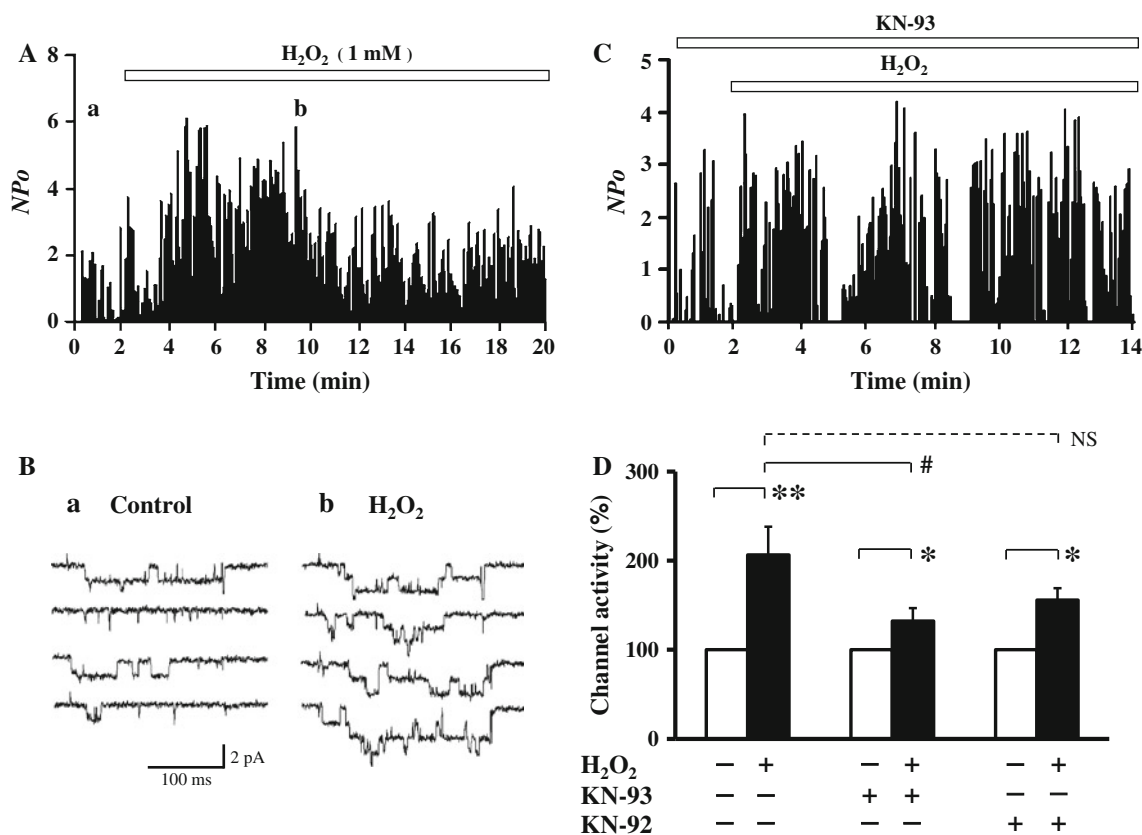 A
H₂O₂ ( 1 mM )
8
6
4
2
0
NPo
a
b
0 2 4 6 8 10 12 14 16 18 20
Time (min)
C
KN-93
H₂O₂
5
4
3
2
1
0
NPo
0 2 4 6 8 10 12 14
Time (min)
B
a Control
b H₂O₂
2 pA
100 ms
D
NS
#
** * *
300
200
100
0
Channel activity (%)
H₂O₂ − + − + − +
KN-93 − − + + − −
KN-92 − − − − + +